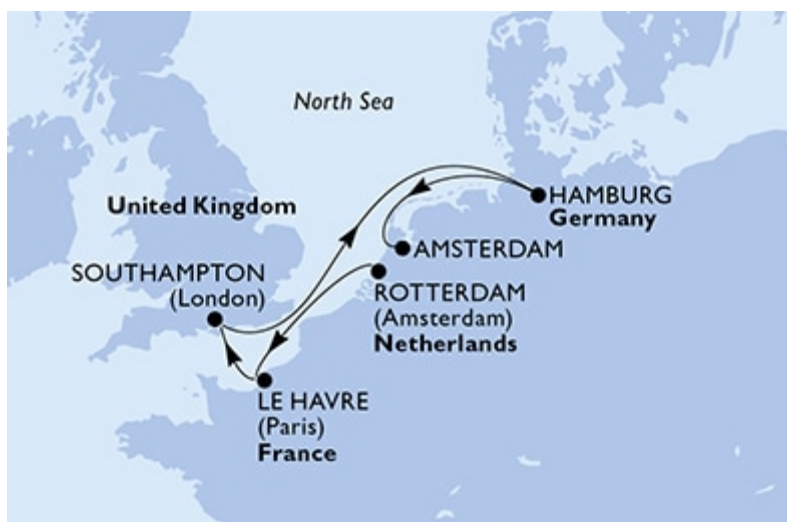 North Sea
United Kingdom
HAMBURG
Germany
AMSTERDAM
SOUTHAMPTON
(London)
ROTTERDAM
(Amsterdam)
Netherlands
LE HAVRE
(Paris)
France